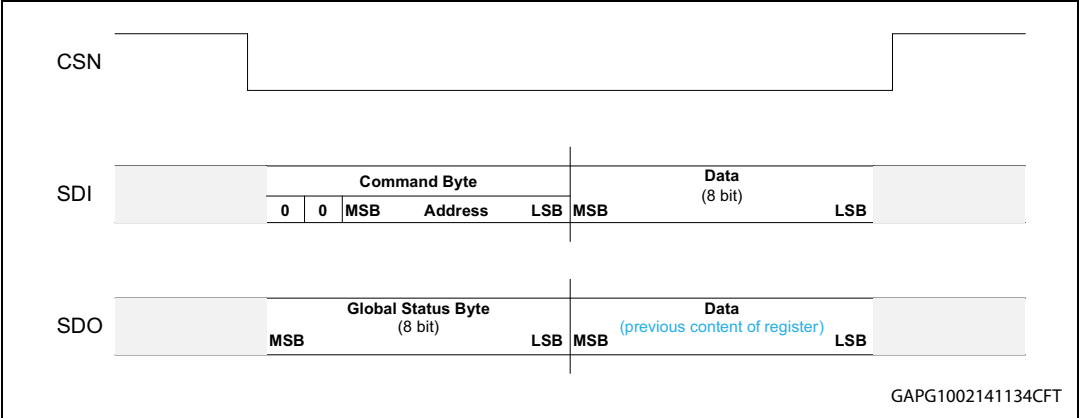 CSN
SDI
Command Byte
0 0 MSB Address LSB
Data
(8 bit)
MSB LSB
SDO
Global Status Byte
(8 bit)
MSB LSB
Data
(previous content of register)
MSB LSB
GAPG1002141134CFT